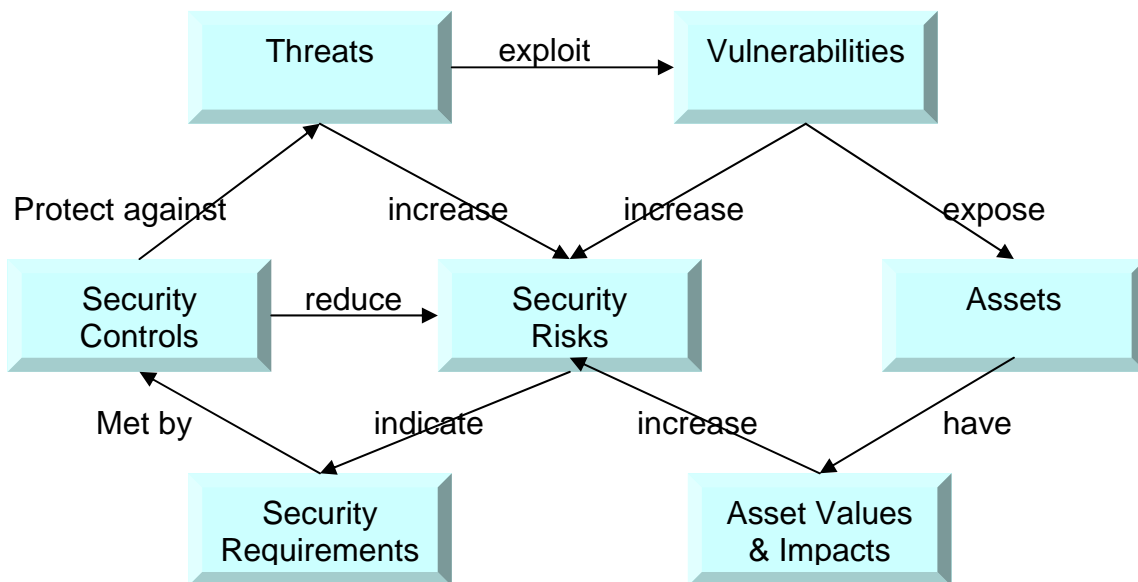 Threats
exploit
Vulnerabilities
Protect against
increase
increase
expose
Security
Controls
reduce
Security
Risks
Assets
Met by
indicate
increase
have
Security
Requirements
Asset Values
& Impacts